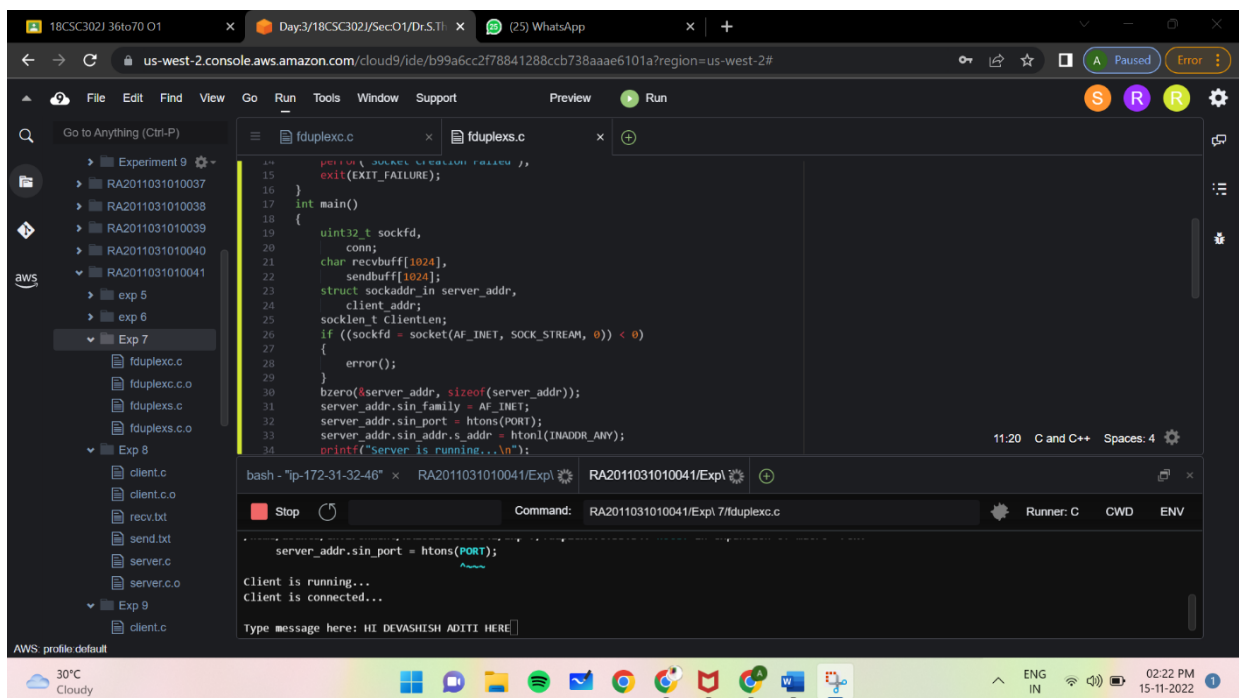 18CSC302J 36to70 O1
Day:3/18CSC302J/Sec:O1/Dr.S.Th
(25) WhatsApp
us-west-2.console.aws.amazon.com/cloud9/ide/b99a6cc2f78841288ccb738aaae6101a?region=us-west-2#
A Paused
Error
File Edit Find View Go Run Tools Window Support Preview Run
S R R
Go to Anything (Ctrl-P)
fduplexc.c
fduplexs.c
aws
Experiment 9
RA2011031010037
RA2011031010038
RA2011031010039
RA2011031010040
RA2011031010041
exp 5
exp 6
Exp 7
fduplexc.c
fduplexc.c.o
fduplexs.c
fduplexs.c.o
Exp 8
client.c
client.c.o
recv.txt
send.txt
server.c
server.c.o
Exp 9
client.c
14 perror("Socket Creation Failed"),
15 exit(EXIT_FAILURE);
16 }
17 int main()
18 {
19 uint32_t sockfd,
20 conn;
21 char recvbuff[1024],
22 sendbuff[1024];
23 struct sockaddr_in server_addr,
24 client_addr;
25 socklen_t ClientLen;
26 if ((sockfd = socket(AF_INET, SOCK_STREAM, 0)) < 0)
27 {
28 error();
29 }
30 bzero(&server_addr, sizeof(server_addr));
31 server_addr.sin_family = AF_INET;
32 server_addr.sin_port = htons(PORT);
33 server_addr.sin_addr.s_addr = htonl(INADDR_ANY);
34 printf("Server is running...\n");
11:20 C and C++ Spaces: 4
bash - "ip-172-31-32-46"
RA2011031010041/Exp\
RA2011031010041/Exp\
Stop
Command: RA2011031010041/Exp\ 7/fduplexc.c
Runner: C CWD ENV
server_addr.sin_port = htons(PORT);
^~~~
Client is running...
Client is connected...
Type message here: HI DEVASHISH ADITI HERE
AWS: profile:default
30°C
Cloudy
ENG
IN
02:22 PM
15-11-2022
1